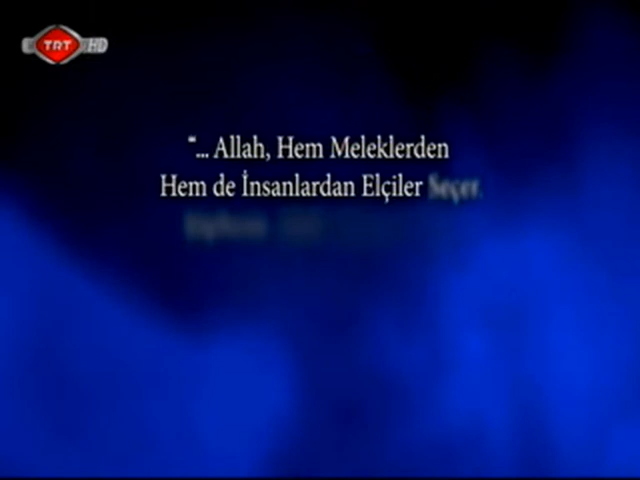 TRT HD
“... Allah, Hem Meleklerden
Hem de İnsanlardan Elçiler Seçer.